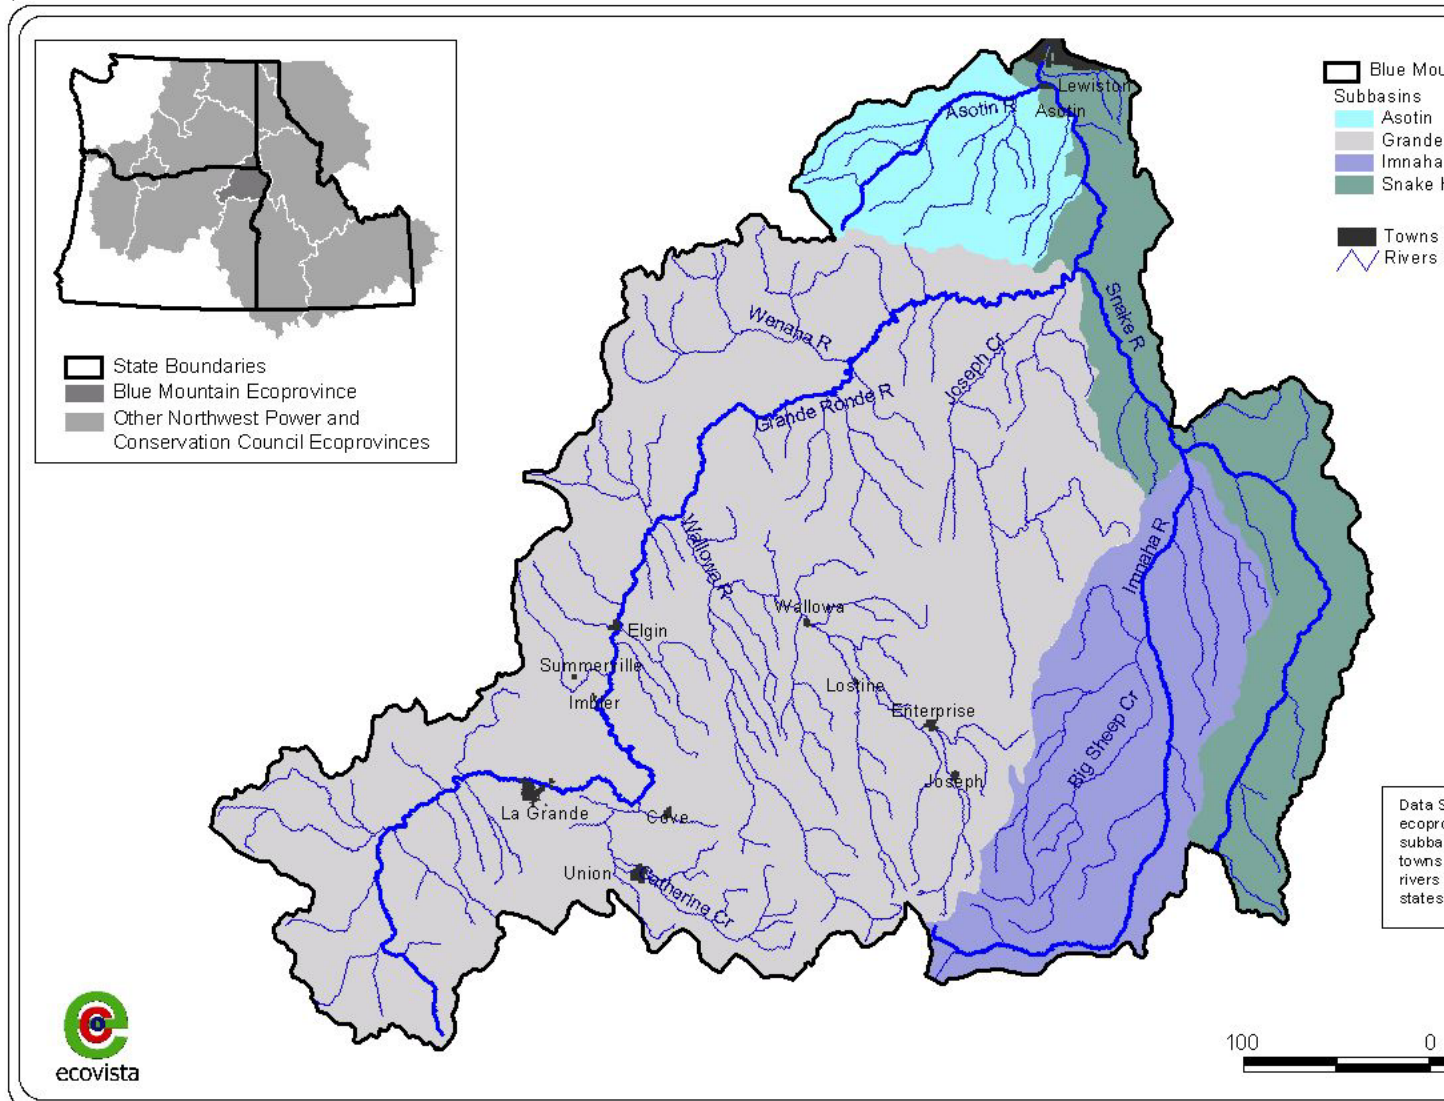 State Boundaries
Blue Mountain Ecoprovince
Other Northwest Power and
Conservation Council Ecoprovinces
Blue Mou
Subbasins
Asotin
Grande
Imnaha
Snake H
Towns
Rivers
Lewiston
Asotin
Asotin R
Snake R
Wenaha R
Joseph Cr
Grande Ronde R
Wallowa R
Imnaha R
Wallowa
Elgin
Summerville
Imbler
Lostine
Enterprise
Joseph
Big Sheep Cr
La Grande
Cove
Union
Catherine Cr
Data S
ecopro
subba
towns
rivers
states
ecovista
100 0